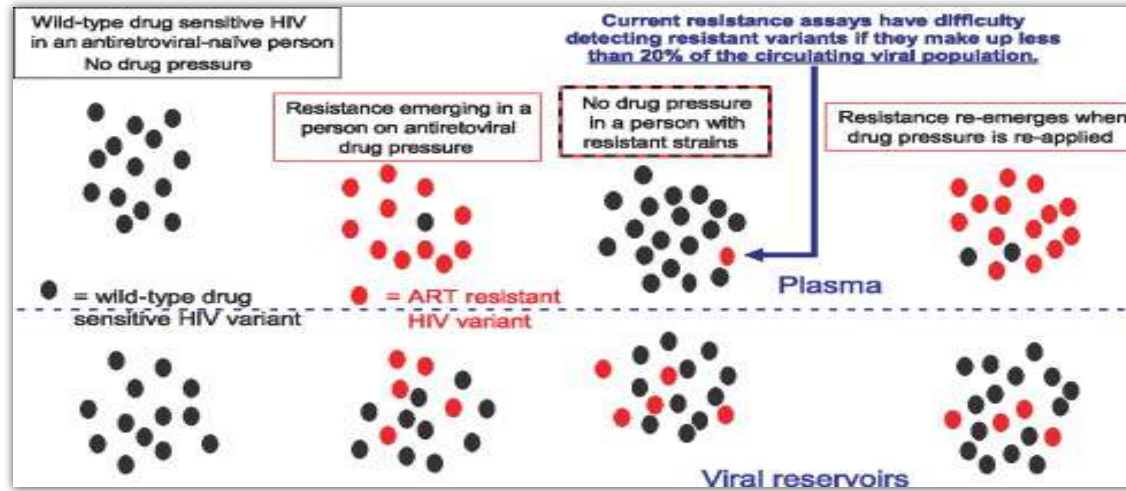 Wild-type drug sensitive HIV
in an antiretroviral-naïve person
No drug pressure
Current resistance assays have difficulty
detecting resistant variants if they make up less
than 20% of the circulating viral population.
Resistance emerging in a
person on antiretoviral
drug pressure
No drug pressure
in a person with
resistant strains
Resistance re-emerges when
drug pressure is re-applied
Plasma
= wild-type drug
sensitive HIV variant
= ART resistant
HIV variant
Viral reservoirs